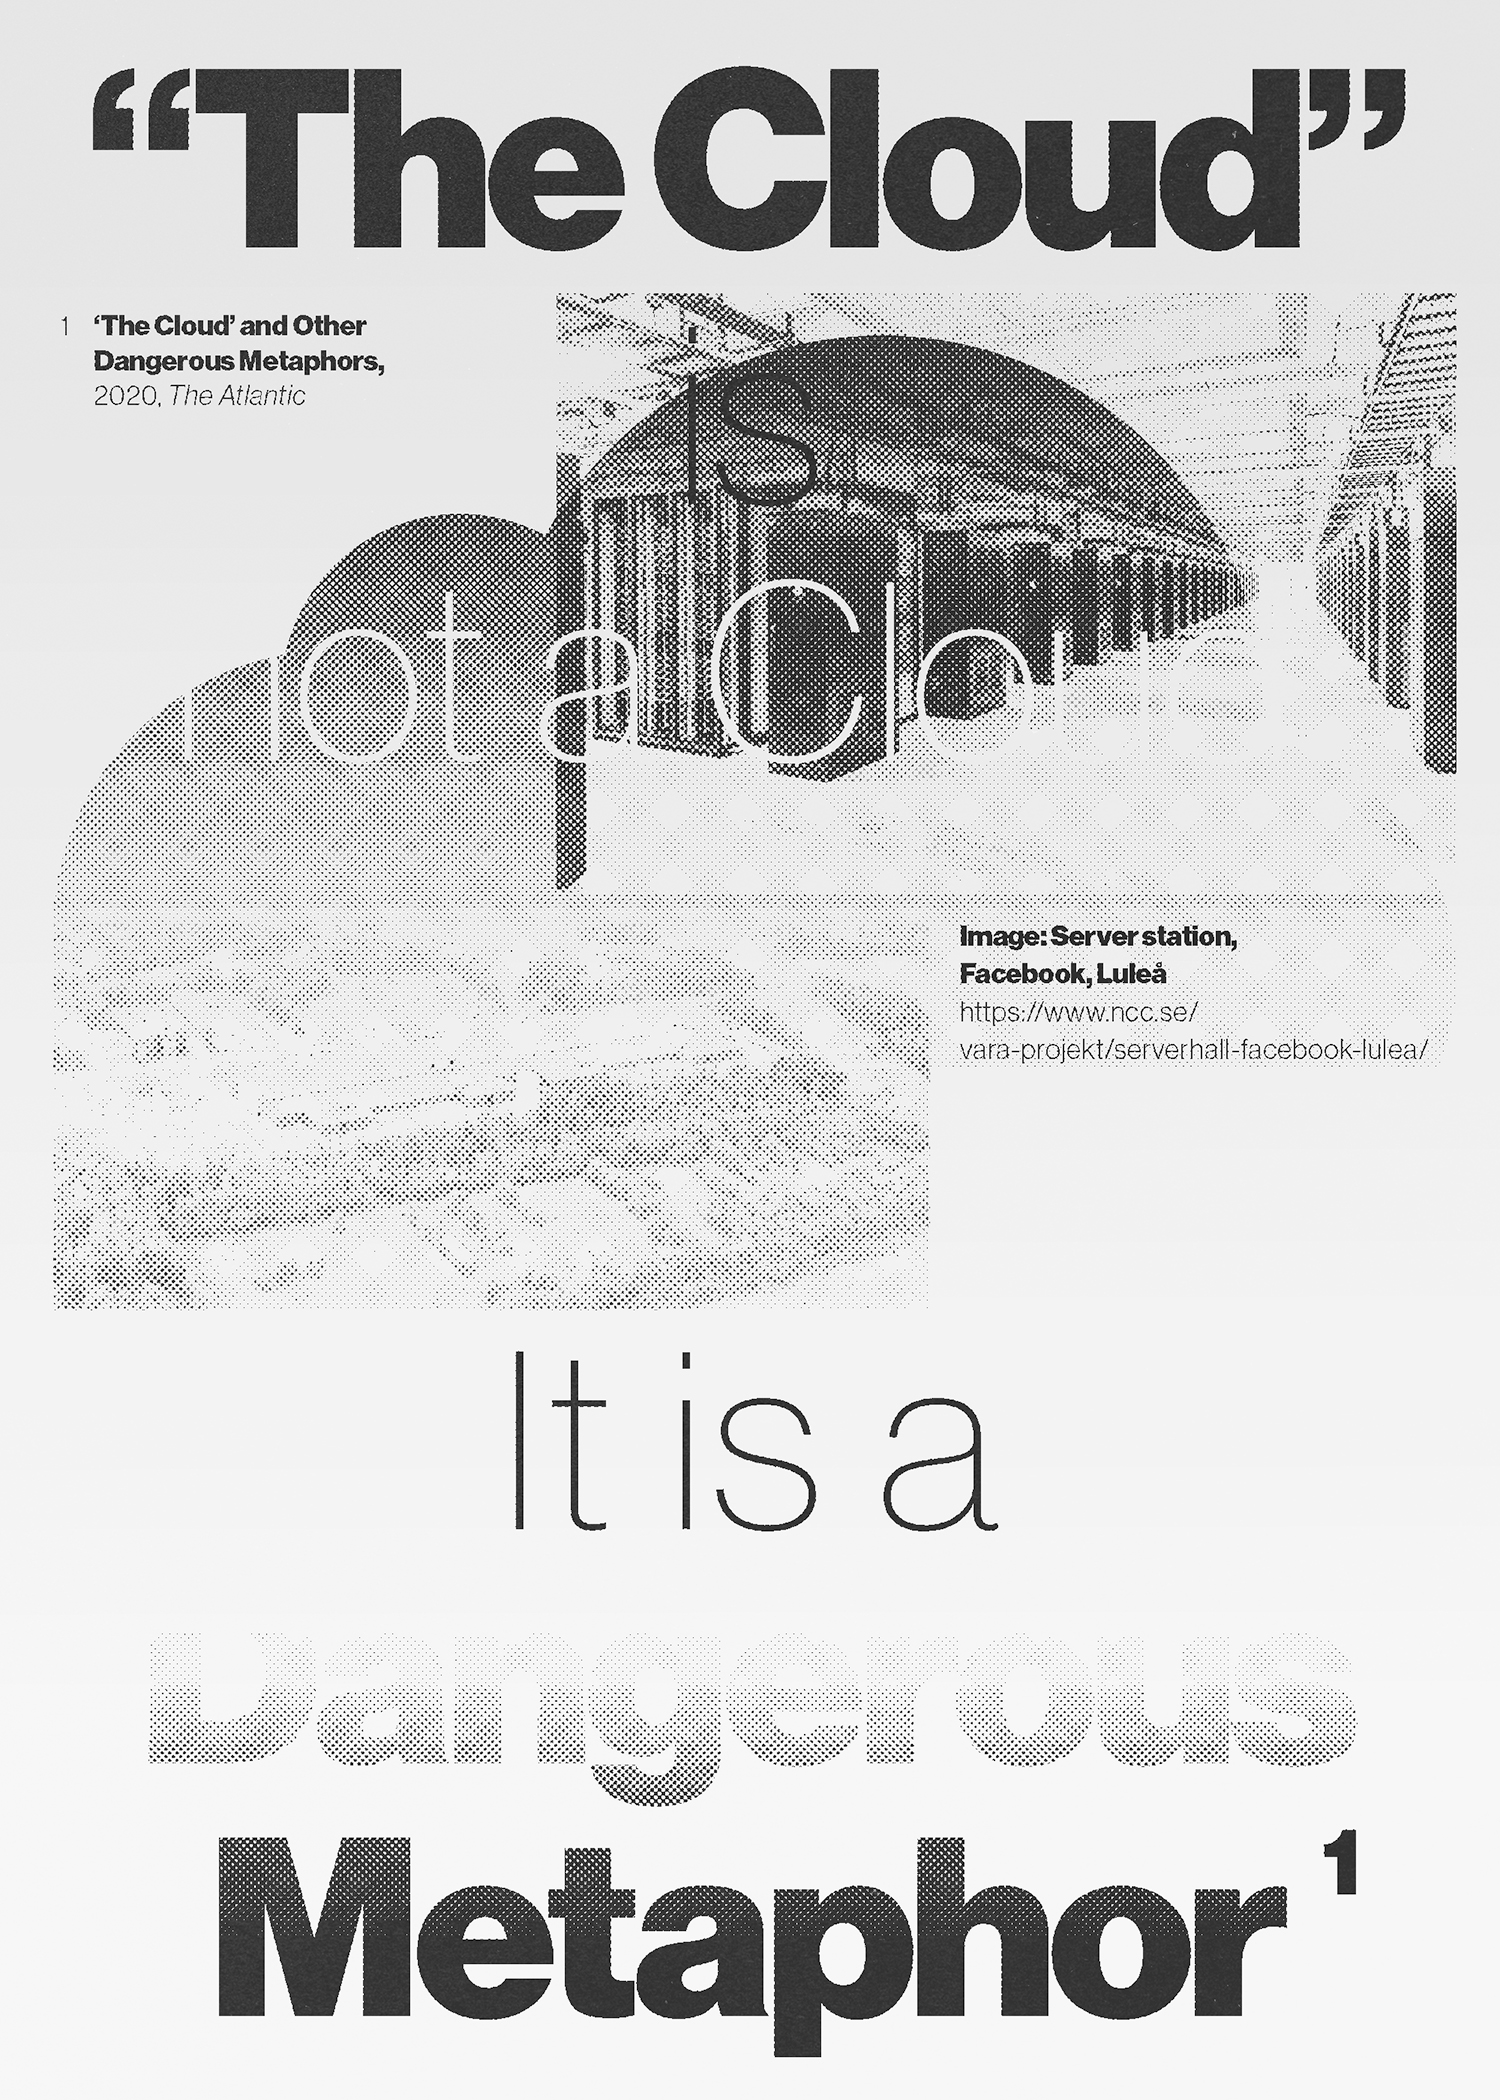 “The Cloud”
1 ‘The Cloud’ and Other
Dangerous Metaphors,
2020, The Atlantic
is
not a Cloud
Image: Server station,
Facebook, Luleå
https://www.ncc.se/
vara-projekt/serverhall-facebook-lulea/
It is a
Dangerous
Metaphor 1